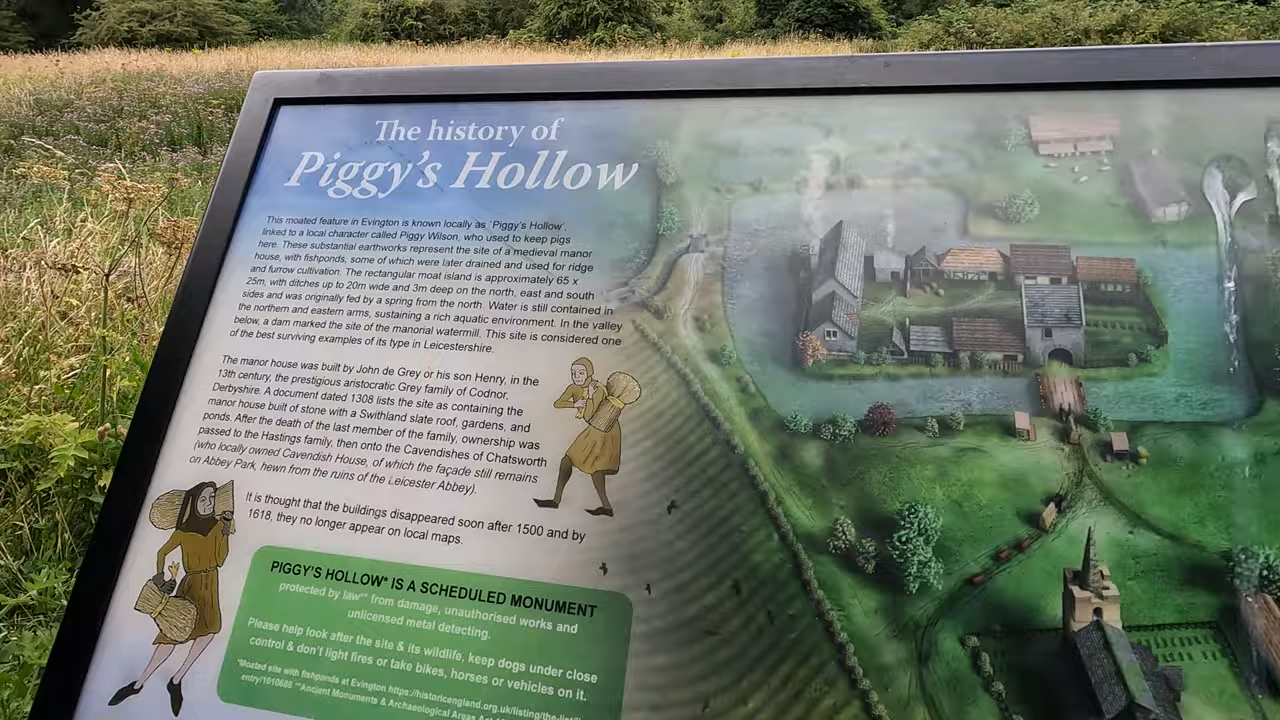 The history of
Piggy's Hollow
This moated feature in Evington is known locally as `Piggy's Hollow',
linked to a local character called Piggy Wilson, who used to keep pigs
here. These substantial earthworks represent the site of a medieval manor
house, with fishponds, some of which were later drained and used for ridge
and furrow cultivation. The rectangular moat island is approximately 65 x
25m, with ditches up to 20m wide and 3m deep on the north, east and south
sides and was originally fed by a spring from the north. Water is still contained in
the northern and eastern arms, sustaining a rich aquatic environment. In the valley
below, a dam marked the site of the manorial watermill. This site is considered one
of the best surviving examples of its type in Leicestershire.
The manor house was built by John de Grey or his son Henry, in the
13th century, the prestigious aristocratic Grey family of Codnor,
Derbyshire. A document dated 1308 lists the site as containing the
manor house built of stone with a Swithland slate roof, gardens, and
ponds. After the death of the last member of the family, ownership was
passed to the Hastings family, then onto the Cavendishes of Chatsworth
(who locally owned Cavendish House, of which the façade still remains
on Abbey Park, hewn from the ruins of the Leicester Abbey).
It is thought that the buildings disappeared soon after 1500 and by
1618, they no longer appear on local maps.
PIGGY'S HOLLOW* IS A SCHEDULED MONUMENT
protected by law** from damage, unauthorised works and
unlicensed metal detecting.
Please help look after the site & its wildlife, keep dogs under close
control & don't light fires or take bikes, horses or vehicles on it.
*Moated site with fishponds at Evington https://historicengland.org.uk/listing/the-list/
entry/1010686 **Ancient Monuments & Archaeological Areas